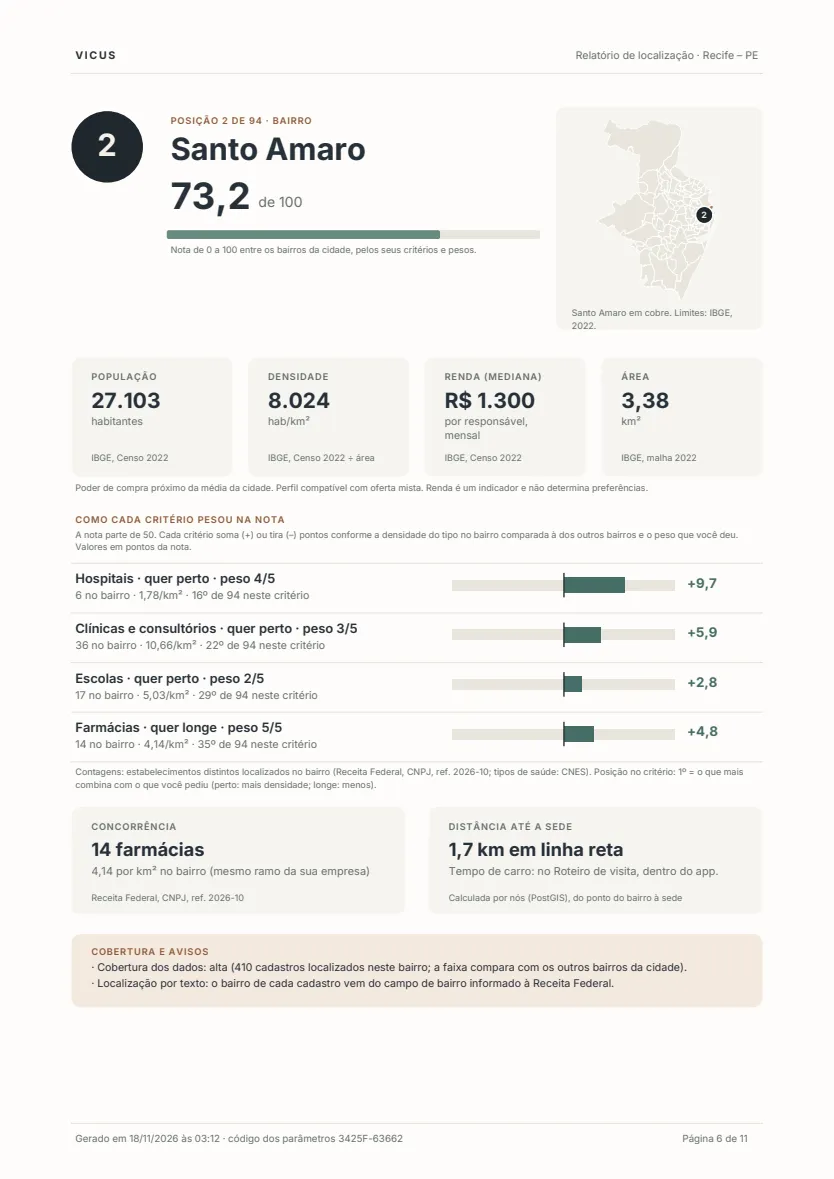 VICUS
Relatório de localização · Recife – PE
2
POSIÇÃO 2 DE 94 · BAIRRO
Santo Amaro
73,2 de 100
Nota de 0 a 100 entre os bairros da cidade, pelos seus critérios e pesos.
2
Santo Amaro em cobre. Limites: IBGE,
2022.
POPULAÇÃO
27.103
habitantes
IBGE, Censo 2022
DENSIDADE
8.024
hab/km²
IBGE, Censo 2022 ÷ área
RENDA (MEDIANA)
R$ 1.300
por responsável,
mensal
IBGE, Censo 2022
ÁREA
3,38
km²
IBGE, malha 2022
Poder de compra próximo da média da cidade. Perfil compatível com oferta mista. Renda é um indicador e não determina preferências.
COMO CADA CRITÉRIO PESOU NA NOTA
A nota parte de 50. Cada critério soma (+) ou tira (–) pontos conforme a densidade do tipo no bairro comparada à dos outros bairros e o peso que você deu.
Valores em pontos da nota.
Hospitais · quer perto · peso 4/5
6 no bairro · 1,78/km² · 16º de 94 neste critério
+9,7
Clínicas e consultórios · quer perto · peso 3/5
36 no bairro · 10,66/km² · 22º de 94 neste critério
+5,9
Escolas · quer perto · peso 2/5
17 no bairro · 5,03/km² · 29º de 94 neste critério
+2,8
Farmácias · quer longe · peso 5/5
14 no bairro · 4,14/km² · 35º de 94 neste critério
+4,8
Contagens: estabelecimentos distintos localizados no bairro (Receita Federal, CNPJ, ref. 2026-10; tipos de saúde: CNES). Posição no critério: 1º = o que mais
combina com o que você pediu (perto: mais densidade; longe: menos).
CONCORRÊNCIA
14 farmácias
4,14 por km² no bairro (mesmo ramo da sua empresa)
Receita Federal, CNPJ, ref. 2026-10
DISTÂNCIA ATÉ A SEDE
1,7 km em linha reta
Tempo de carro: no Roteiro de visita, dentro do app.
Calculada por nós (PostGIS), do ponto do bairro à sede
COBERTURA E AVISOS
· Cobertura dos dados: alta (410 cadastros localizados neste bairro; a faixa compara com os outros bairros da cidade).
· Localização por texto: o bairro de cada cadastro vem do campo de bairro informado à Receita Federal.
Gerado em 18/11/2026 às 03:12 · código dos parâmetros 3425F-63662
Página 6 de 11